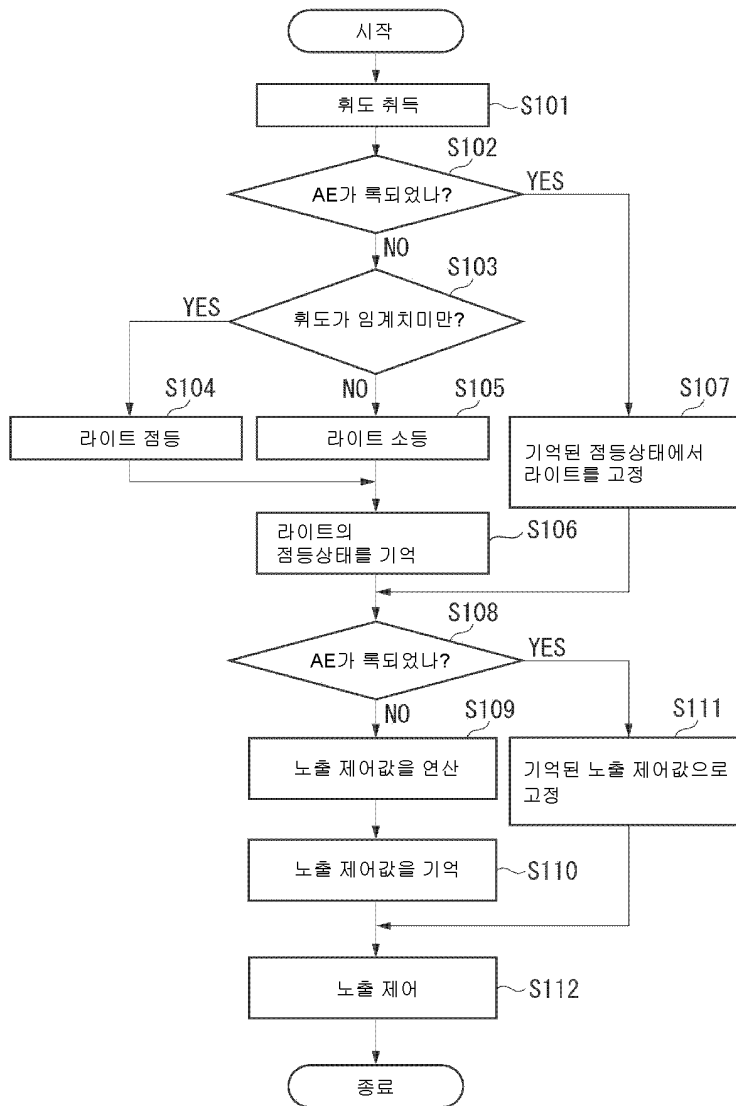 시작
휘도 취득
S101
S102
AE가 록되었나?
YES
NO
S103
YES
휘도가 임계치미만?
NO
S104
S105
S107
라이트 점등
라이트 소등
기억된 점등상태에서
라이트를 고정
라이트의
점등상태를 기억
S106
S108
AE가 록되었나?
YES
NO
S109
S111
노출 제어값을 연산
기억된 노출 제어값으로
고정
노출 제어값을 기억
S110
노출 제어
S112
종료